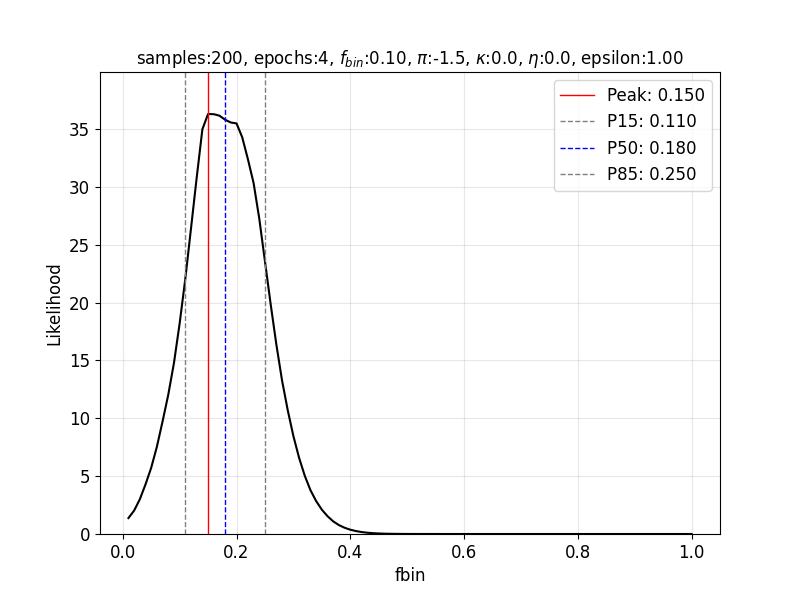 samples:200, epochs:4, $f_{bin}$:0.10, π:-1.5, κ:0.0, η:0.0, epsilon:1.00
Peak: 0.150
P15: 0.110
P50: 0.180
P85: 0.250
Likelihood
35
30
25
20
15
10
5
0
0.0 0.2 0.4 0.6 0.8 1.0
fbin